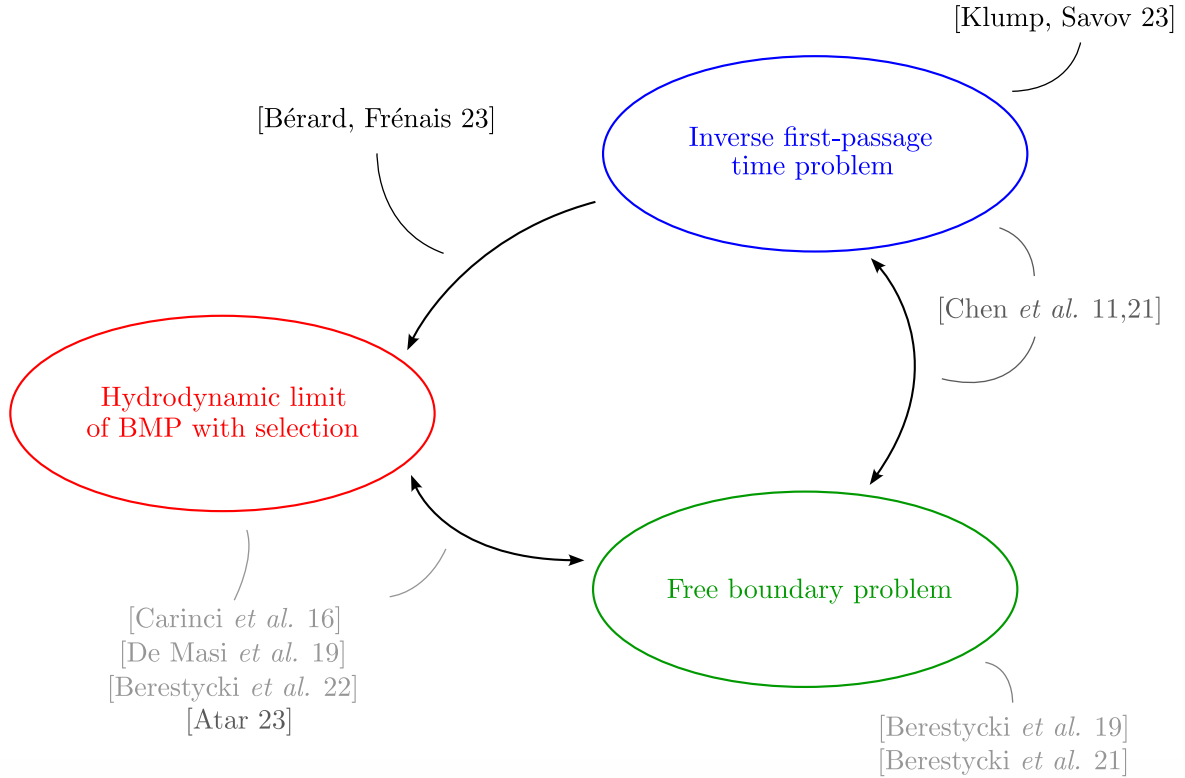 [Klump, Savov 23]
[Bérard, Frénais 23]
Inverse first-passage
time problem
[Chen et al. 11,21]
Hydrodynamic limit
of BMP with selection
Free boundary problem
[Carinci et al. 16]
[De Masi et al. 19]
[Berestycki et al. 22]
[Atar 23]
[Berestycki et al. 19]
[Berestycki et al. 21]